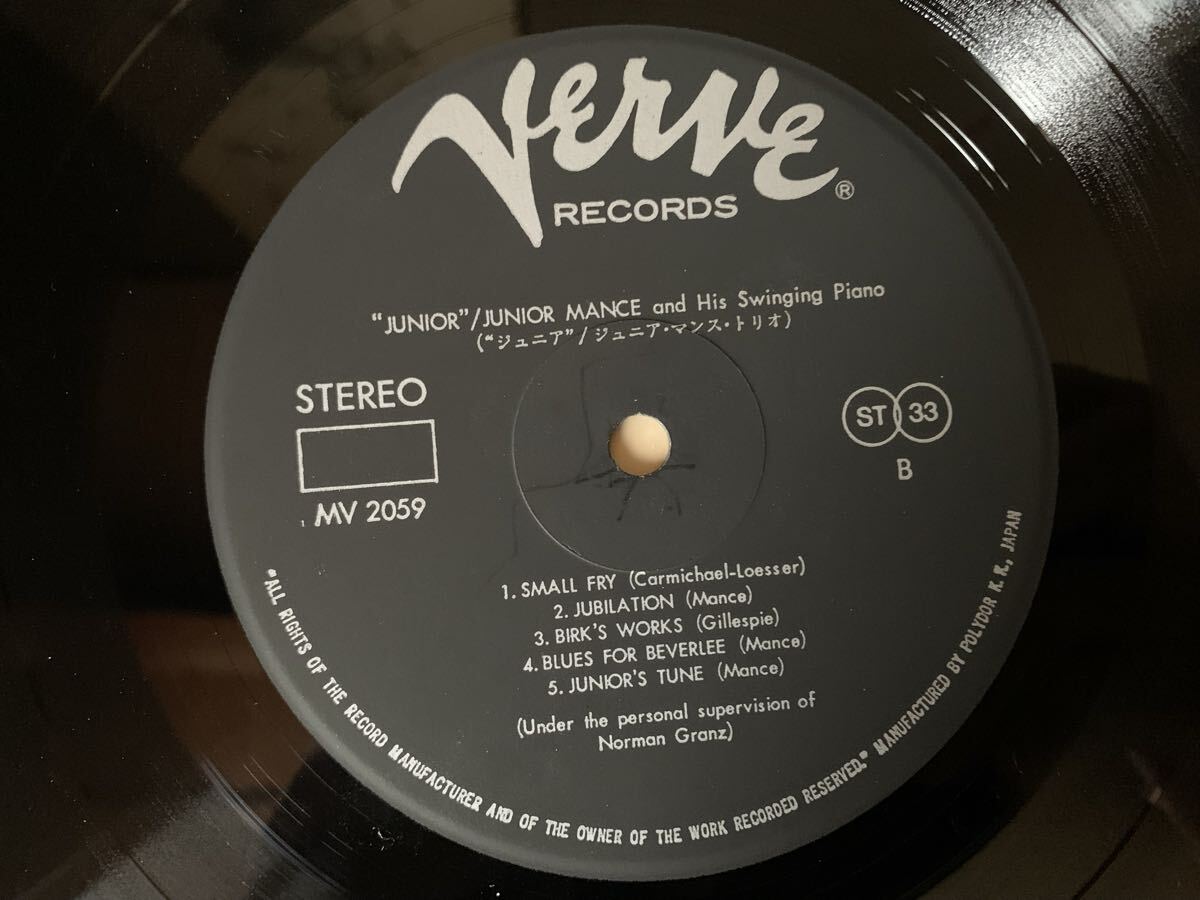 Verve
RECORDS ®
"JUNIOR"/JUNIOR MANCE and His Swinging Piano
("ジュニア"/ジュニア・マンス・トリオ)
STEREO
MV 2059
ST 33
B
1. SMALL FRY (Carmichael-Loesser)
2. JUBILATION (Mance)
3. BIRK'S WORKS (Gillespie)
4. BLUES FOR BEVERLEE (Mance)
5. JUNIOR'S TUNE (Mance)
(Under the personal supervision of
Norman Granz)
"ALL RIGHTS OF THE RECORD MANUFACTURER AND OF THE OWNER OF THE WORK RECORDED RESERVED." MANUFACTURED BY POLYDOR K. K., JAPAN